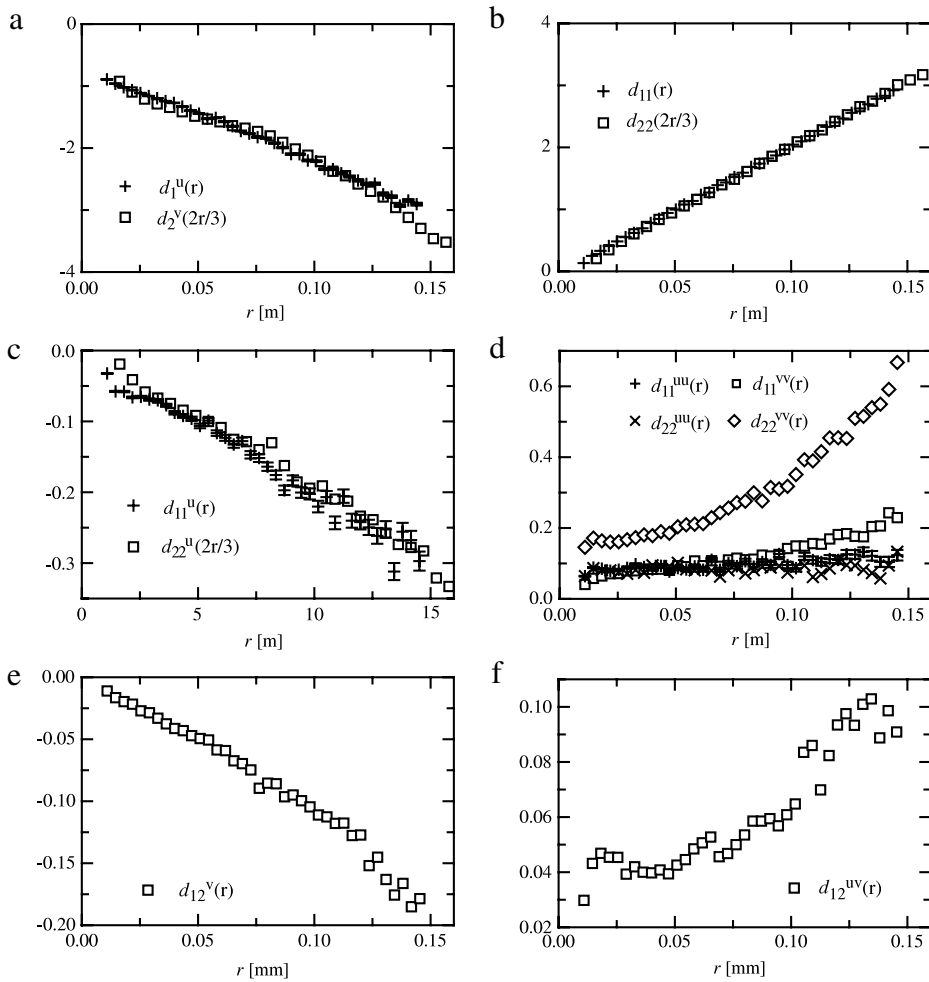 a
0
-2
-4
0.00
0.05
0.10
0.15
r [m]
d₁ᵘ(r)
d₂ᵛ(2r/3)
b
4
2
0
0.00
0.05
0.10
0.15
r [m]
d₁₁(r)
d₂₂(2r/3)
c
0.0
-0.1
-0.2
-0.3
0
5
10
15
r [m]
d₁₁ᵘ(r)
d₂₂ᵘ(2r/3)
d
0.6
0.4
0.2
0.0
0.00
0.05
0.10
0.15
r [m]
d₁₁ᵘᵘ(r)
d₁₁ᵛᵛ(r)
d₂₂ᵘᵘ(r)
d₂₂ᵛᵛ(r)
e
0.00
-0.05
-0.10
-0.15
-0.20
0.00
0.05
0.10
0.15
r [mm]
d₁₂ᵛ(r)
f
0.10
0.08
0.06
0.04
0.02
0.00
0.05
0.10
0.15
r [mm]
d₁₂ᵘᵛ(r)